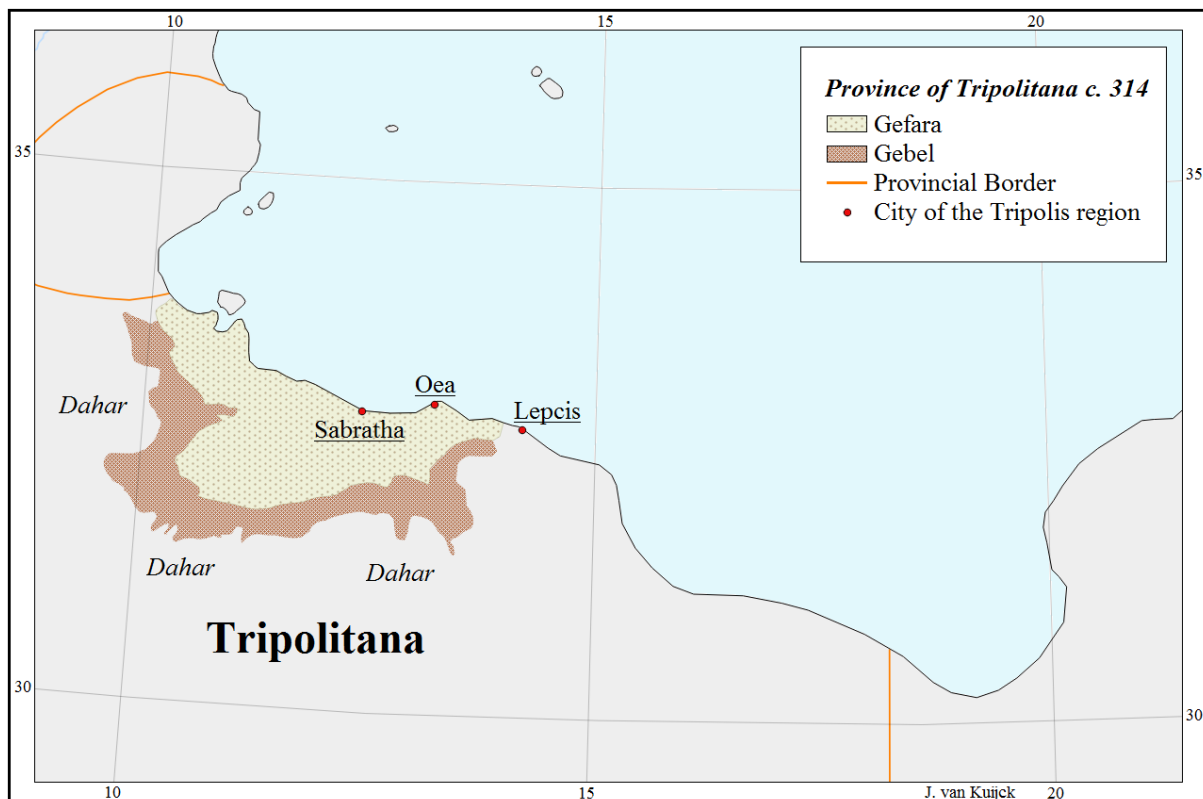 10
15
20
Province of Tripolitana c. 314
Gefara
Gebel
Provincial Border
City of the Tripolis region
35
35
Oea
Dahar
Lepcis
Sabratha
Dahar
Dahar
Tripolitana
30
30
10
15
J. van Kuijck
20